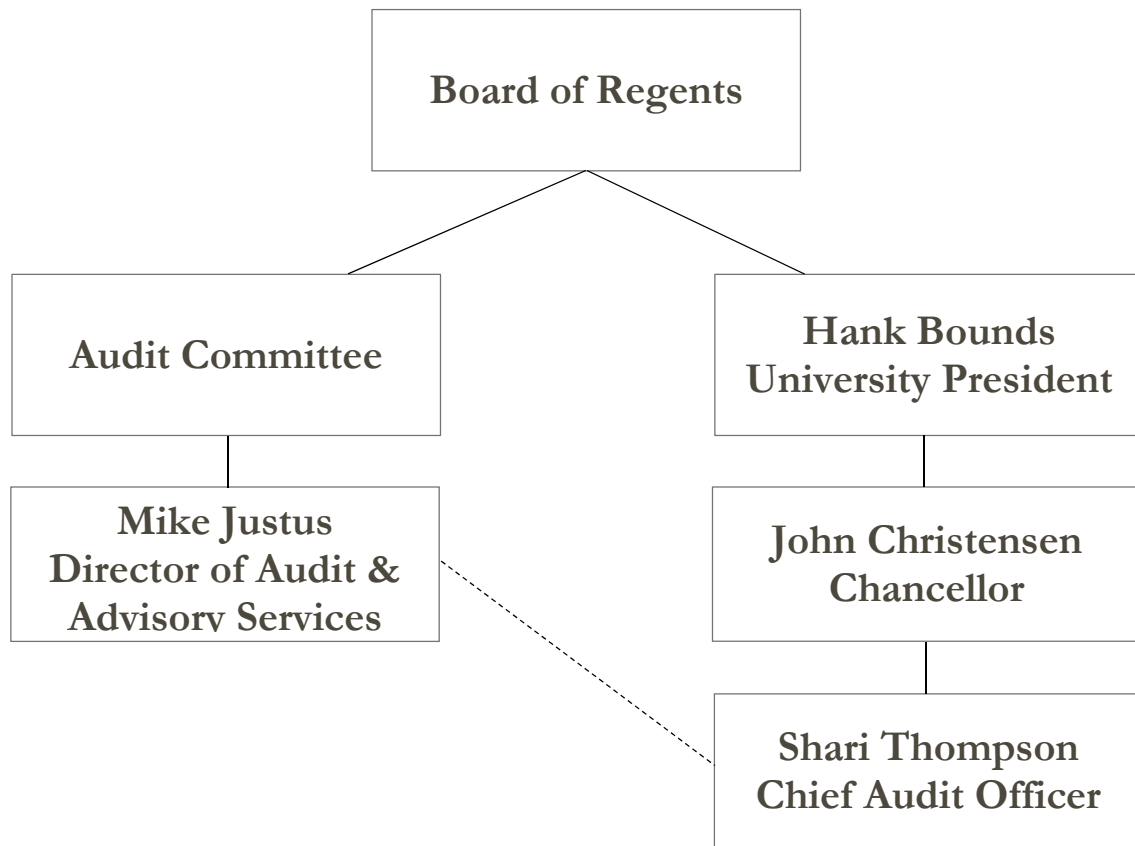 Board of Regents
Audit Committee
Hank Bounds
University President
Mike Justus
Director of Audit &
Advisory Services
John Christensen
Chancellor
Shari Thompson
Chief Audit Officer